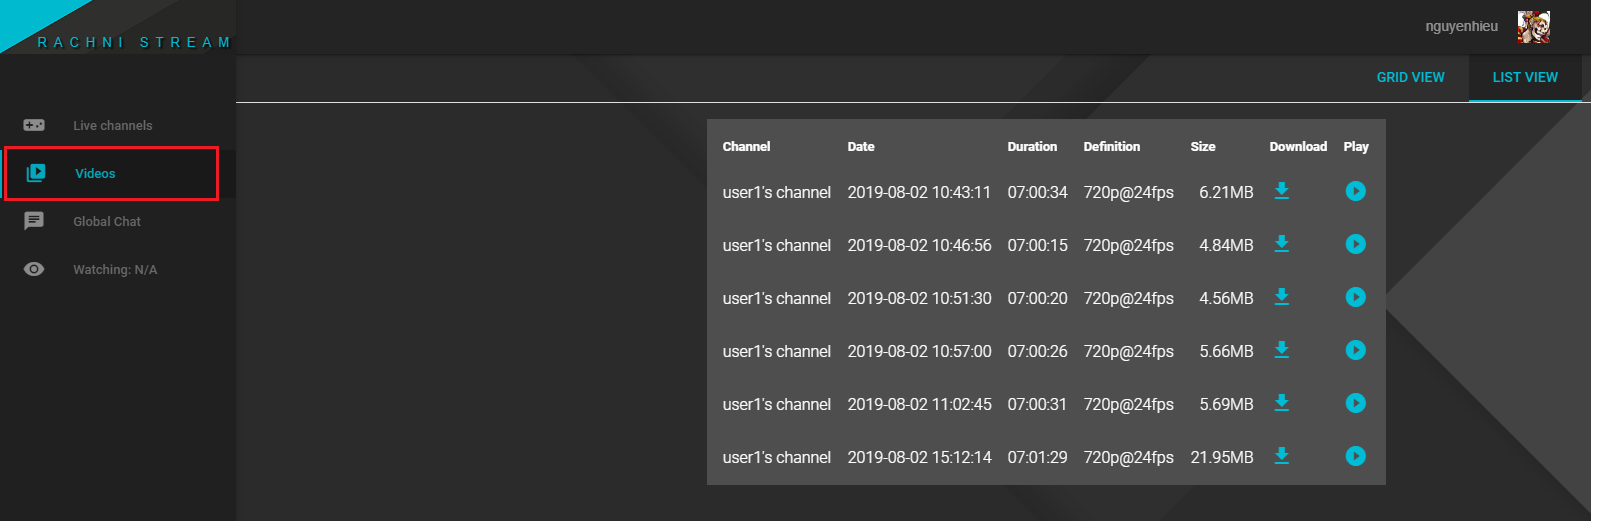 RACHNI STREAM
nguyenhieu
GRID VIEW LIST VIEW
Live channels
Videos
Global Chat
Watching: N/A
Channel Date Duration Definition Size Download Play
user1's channel 2019-08-02 10:43:11 07:00:34 720p@24fps 6.21MB
user1's channel 2019-08-02 10:46:56 07:00:15 720p@24fps 4.84MB
user1's channel 2019-08-02 10:51:30 07:00:20 720p@24fps 4.56MB
user1's channel 2019-08-02 10:57:00 07:00:26 720p@24fps 5.66MB
user1's channel 2019-08-02 11:02:45 07:00:31 720p@24fps 5.69MB
user1's channel 2019-08-02 15:12:14 07:01:29 720p@24fps 21.95MB